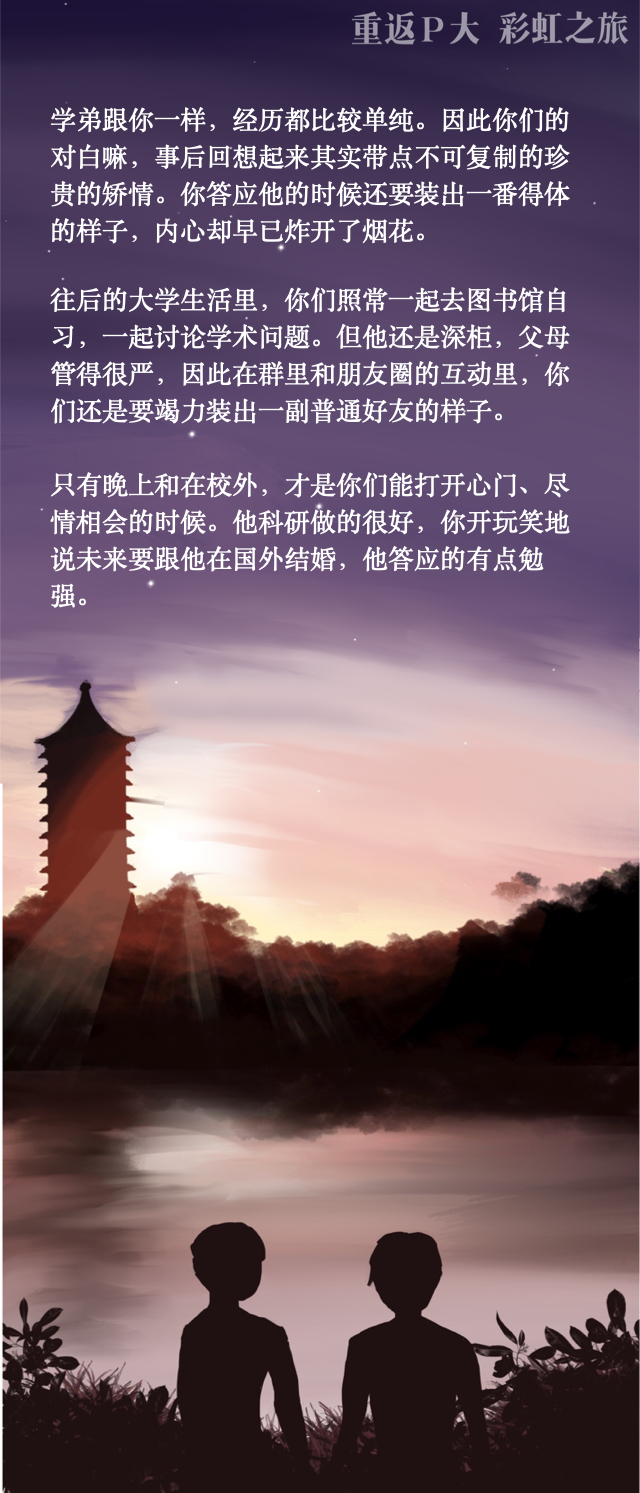 重返P大 彩虹之旅
学弟跟你一样，经历都比较单纯。因此你们的
对白嘛，事后回想起来其实带点不可复制的珍
贵的矫情。你答应他的时候还要装出一番得体
的样子，内心却早已炸开了烟花。
往后的大学生活里，你们照常一起去图书馆自
习，一起讨论学术问题。但他还是深柜，父母
管得很严，因此在群里和朋友圈的互动里，你
们还是要竭力装出一副普通好友的样子。
只有晚上和在校外，才是你们能打开心门、尽
情相会的时候。他科研做的很好，你开玩笑地
说未来要跟他在国外结婚，他答应的有点勉
强。